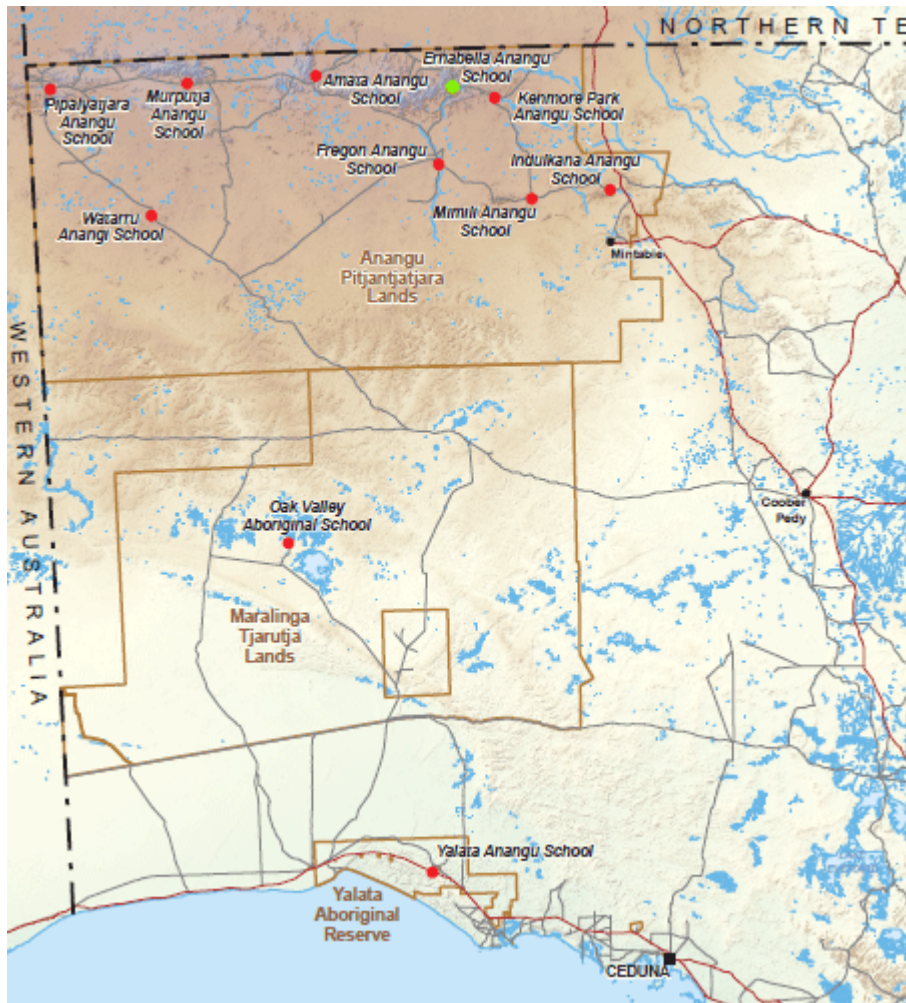 NORTHERN TE
Ernabella Anangu
School
Amata Anangu
School
Pipalyatjara
Anangu
School
Murputja
Anangu
School
Kenmore Park
Anangu School
Fregon Anangu
School
Indulkana Anangu
School
Watarru
Anangi School
Mimili Anangu
School
Mintabie
Anangu
Pitjantjatjara
Lands
WESTERN AUSTRALIA
Coober
Pedy
Oak Valley
Aboriginal School
Maralinga
Tjarutja
Lands
Yalata Anangu School
Yalata
Aboriginal
Reserve
CEDUNA